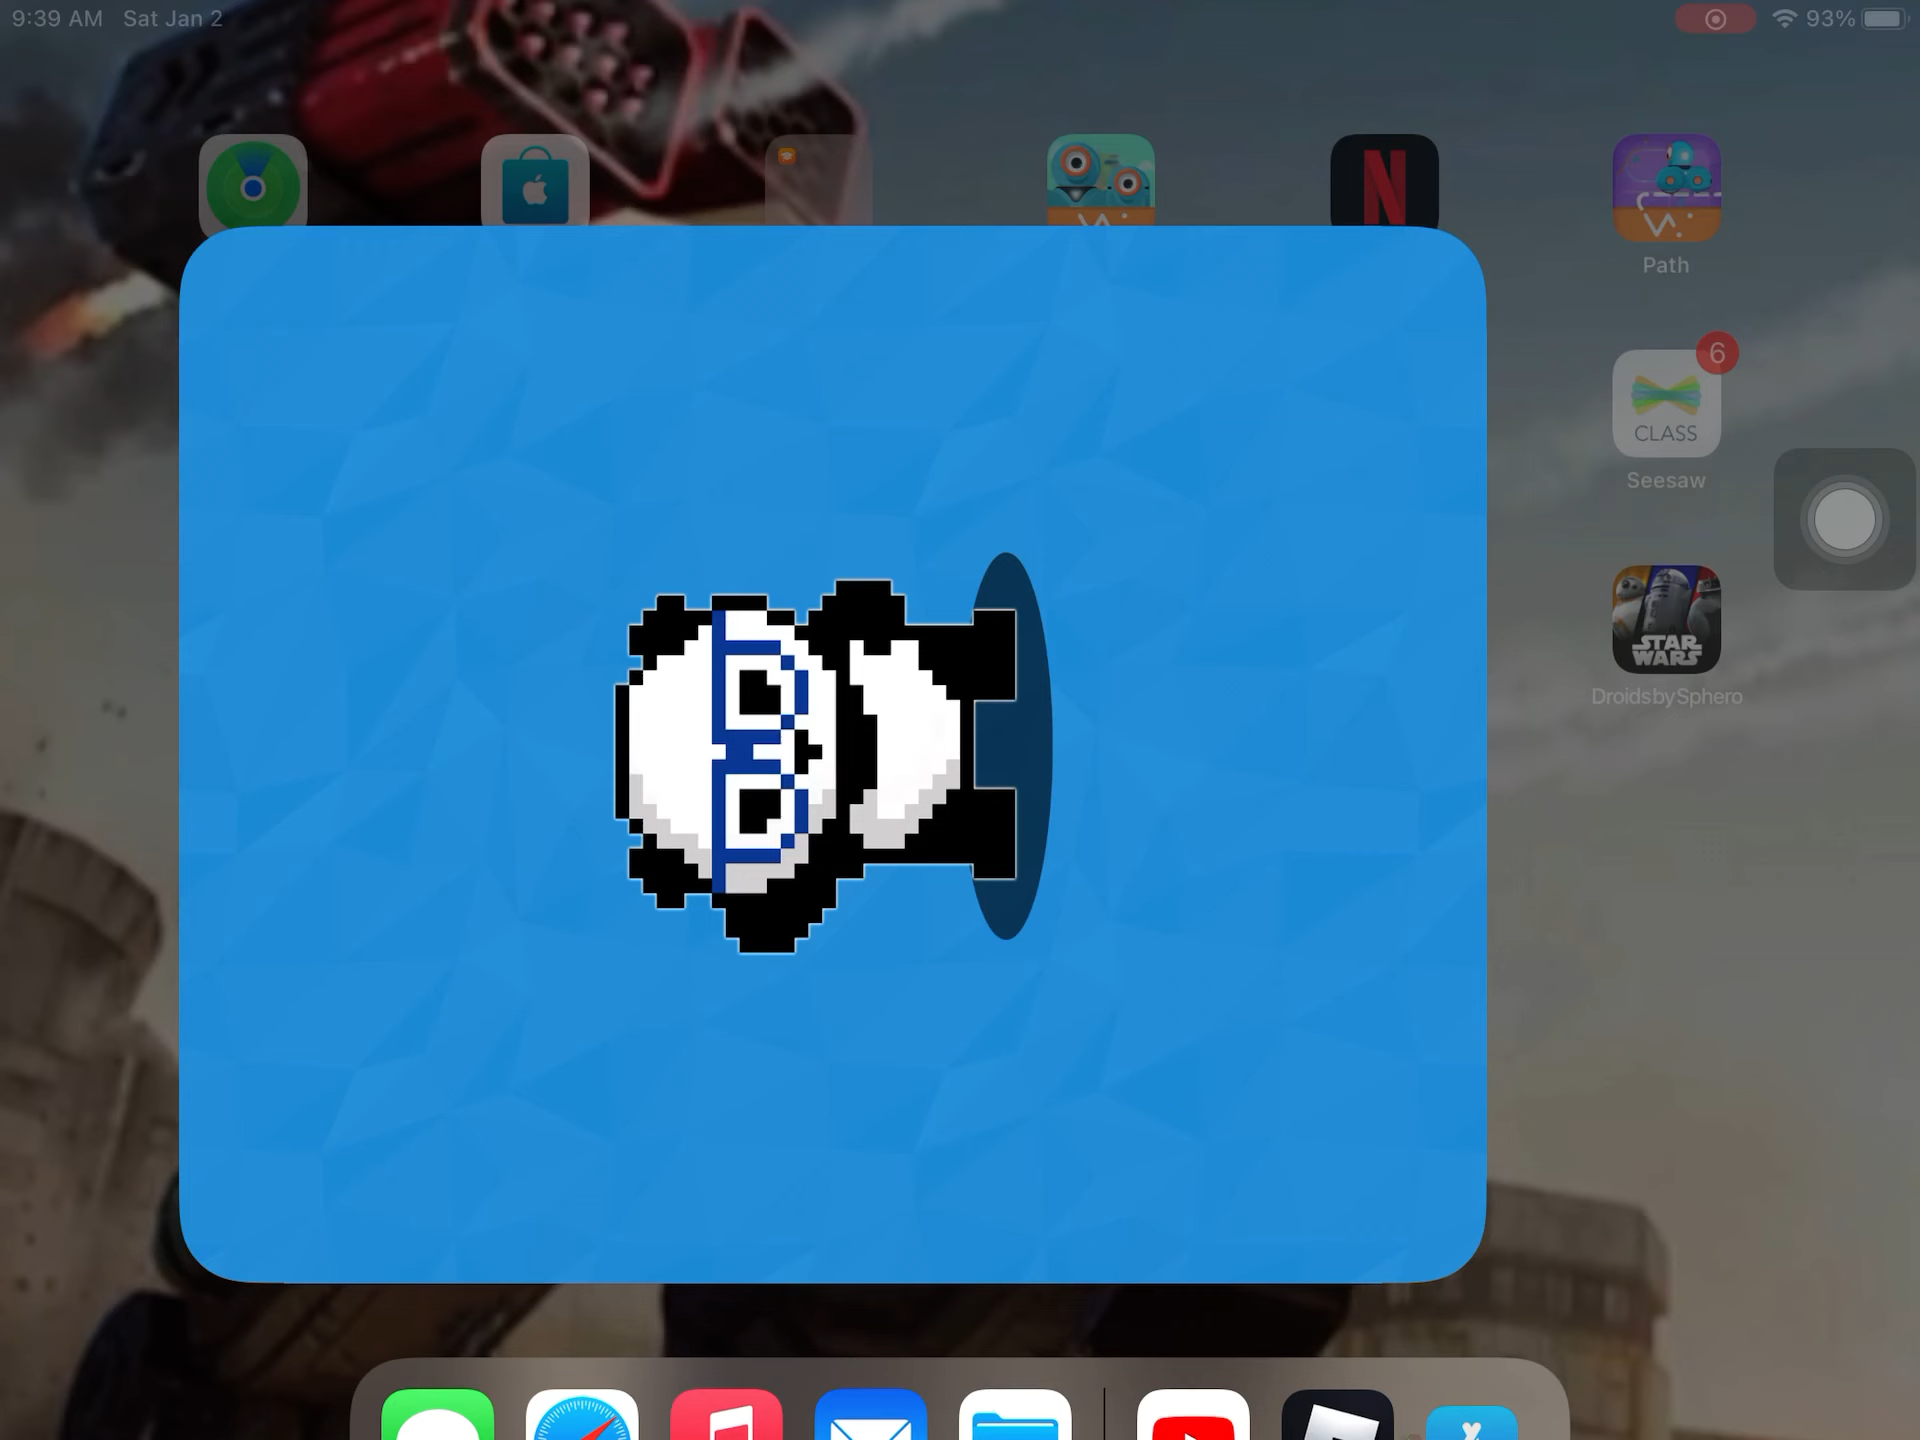 9:39 AM Sat Jan 2
93%
N
Path
6
CLASS
Seesaw
STAR
WARS
DroidsbySphero